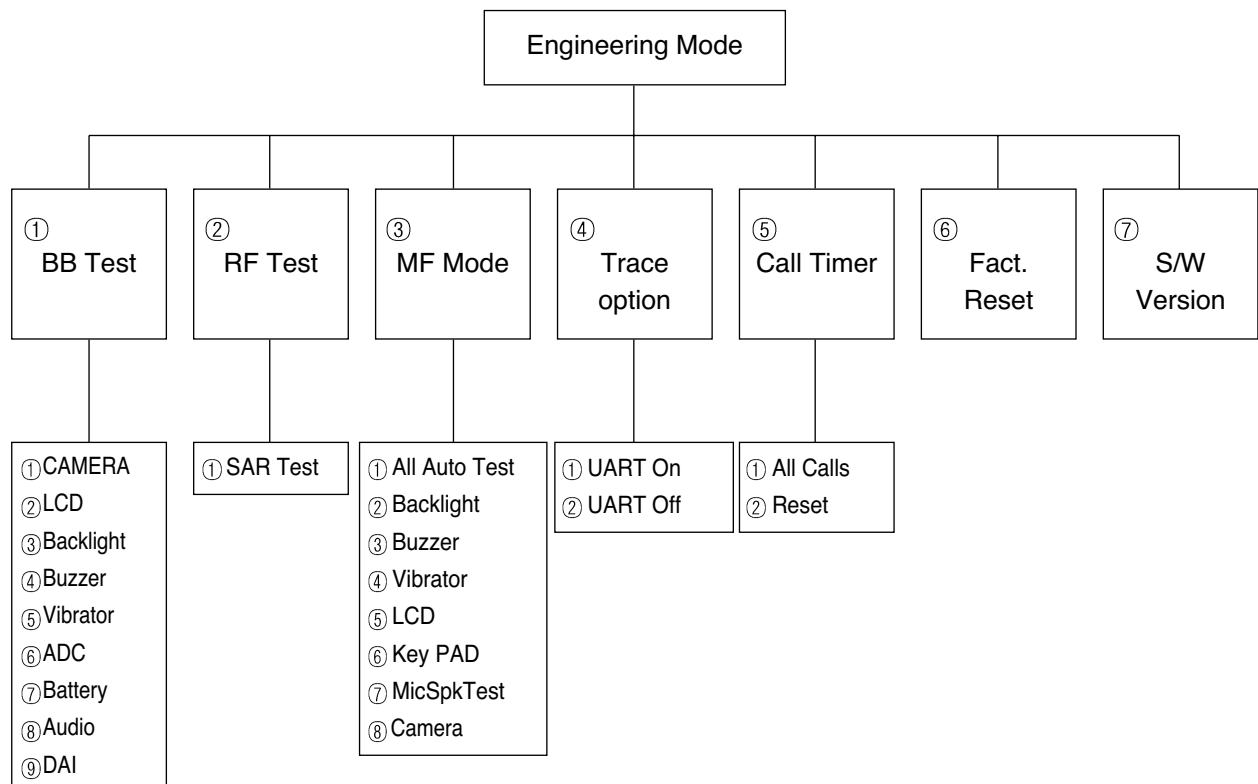 Engineering Mode
①
BB Test
②
RF Test
③
MF Mode
④
Trace
option
⑤
Call Timer
⑥
Fact.
Reset
⑦
S/W
Version
①CAMERA
②LCD
③Backlight
④Buzzer
⑤Vibrator
⑥ADC
⑦Battery
⑧Audio
⑨DAI
① SAR Test
① All Auto Test
② Backlight
③ Buzzer
④ Vibrator
⑤ LCD
⑥ Key PAD
⑦ MicSpkTest
⑧ Camera
① UART On
② UART Off
① All Calls
② Reset